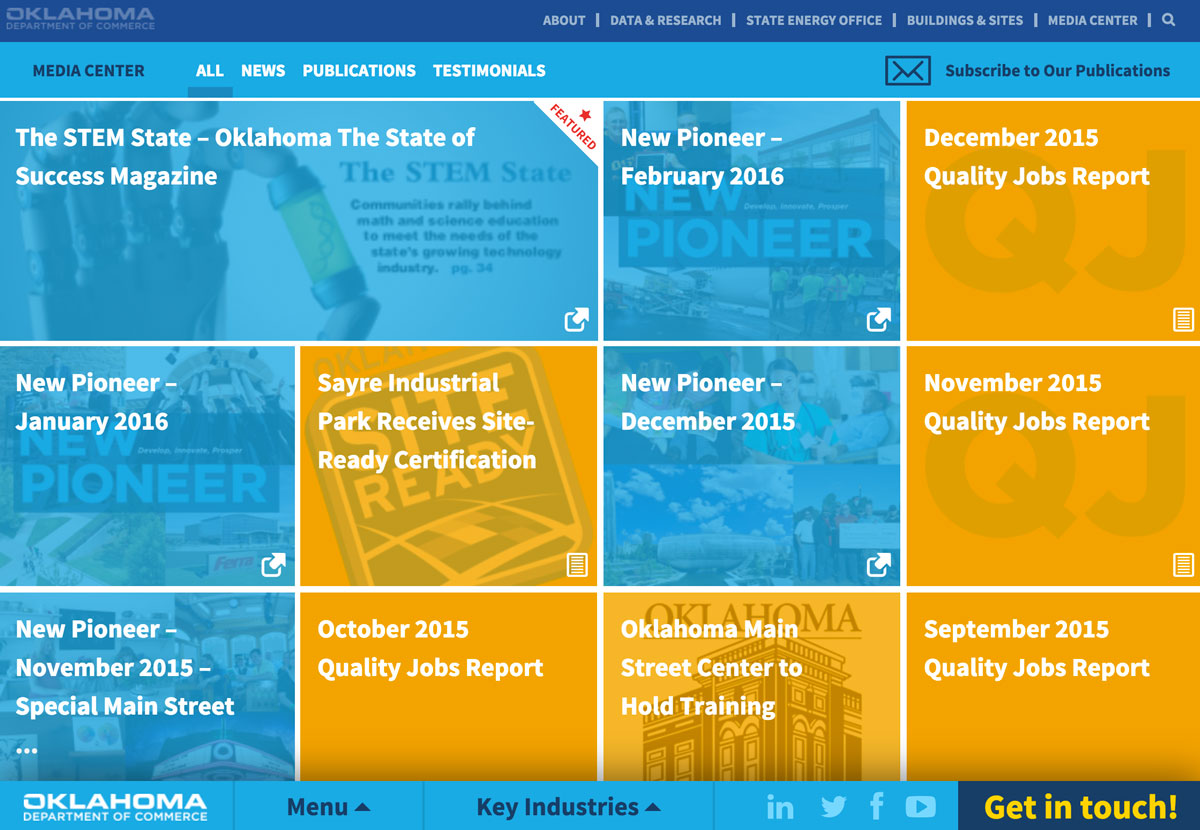 OKLAHOMA
DEPARTMENT OF COMMERCE
ABOUT | DATA & RESEARCH | STATE ENERGY OFFICE | BUILDINGS & SITES | MEDIA CENTER |
MEDIA CENTER
ALL NEWS PUBLICATIONS TESTIMONIALS
Subscribe to Our Publications
The STEM State – Oklahoma The State of
Success Magazine
FEATURED
The STEM State
Communities rally behind
math and science education
to meet the needs of the
state's growing technology
industry. pg. 34
New Pioneer –
February 2016
NEW
Develop, Innovate, Prosper
PIONEER
December 2015
Quality Jobs Report
QJ
New Pioneer –
January 2016
NEW
Develop, Innovate, Prosper
PIONEER
Ferra
OKLAHOMA
Sayre Industrial
Park Receives Site-
Ready Certification
SITE
READY
New Pioneer –
December 2015
November 2015
Quality Jobs Report
QJ
New Pioneer –
November 2015 –
Special Main Street
...
October 2015
Quality Jobs Report
OKLAHOMA
Oklahoma Main
Street Center to
Hold Training
September 2015
Quality Jobs Report
OKLAHOMA
DEPARTMENT OF COMMERCE
Menu
Key Industries
in
Get in touch!